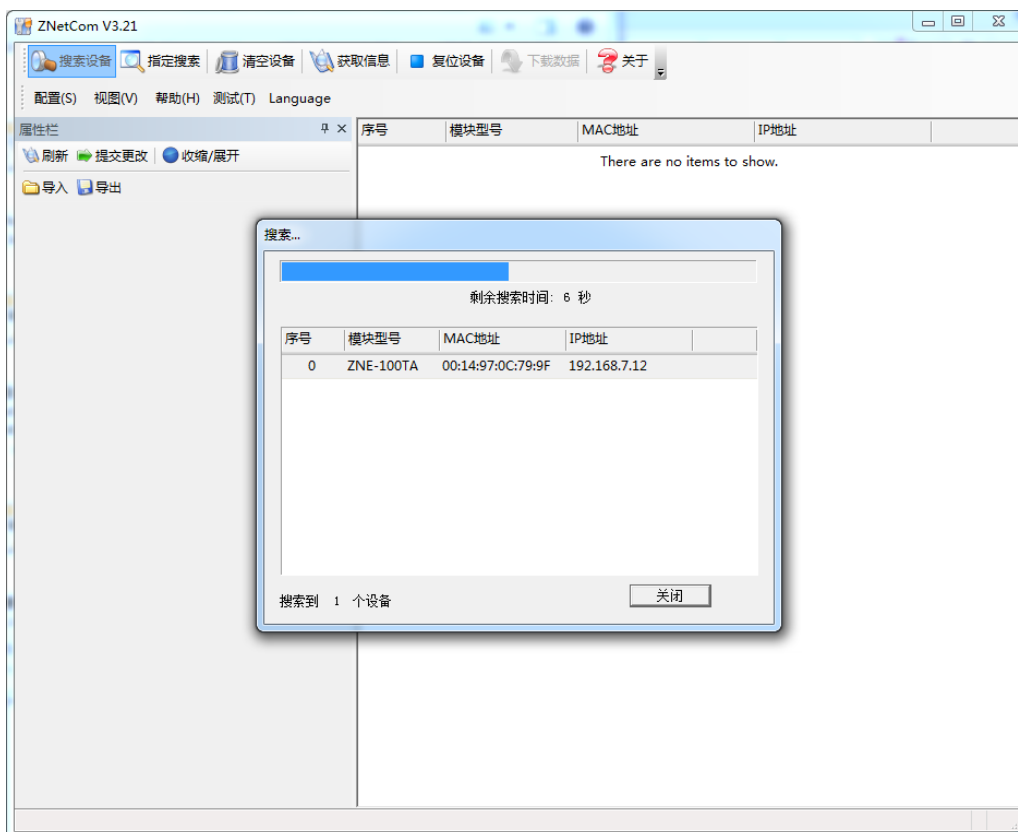 ZNetCom V3.21
搜索设备 指定搜索 清空设备 获取信息 复位设备 下载数据 关于
配置(S) 视图(V) 帮助(H) 测试(T) Language
属性栏
刷新 提交更改 收缩/展开
导入 导出
序号 模块型号 MAC地址 IP地址
There are no items to show.
搜索...
剩余搜索时间: 6 秒
序号 模块型号 MAC地址 IP地址
0 ZNE-100TA 00:14:97:0C:79:9F 192.168.7.12
搜索到 1 个设备
关闭